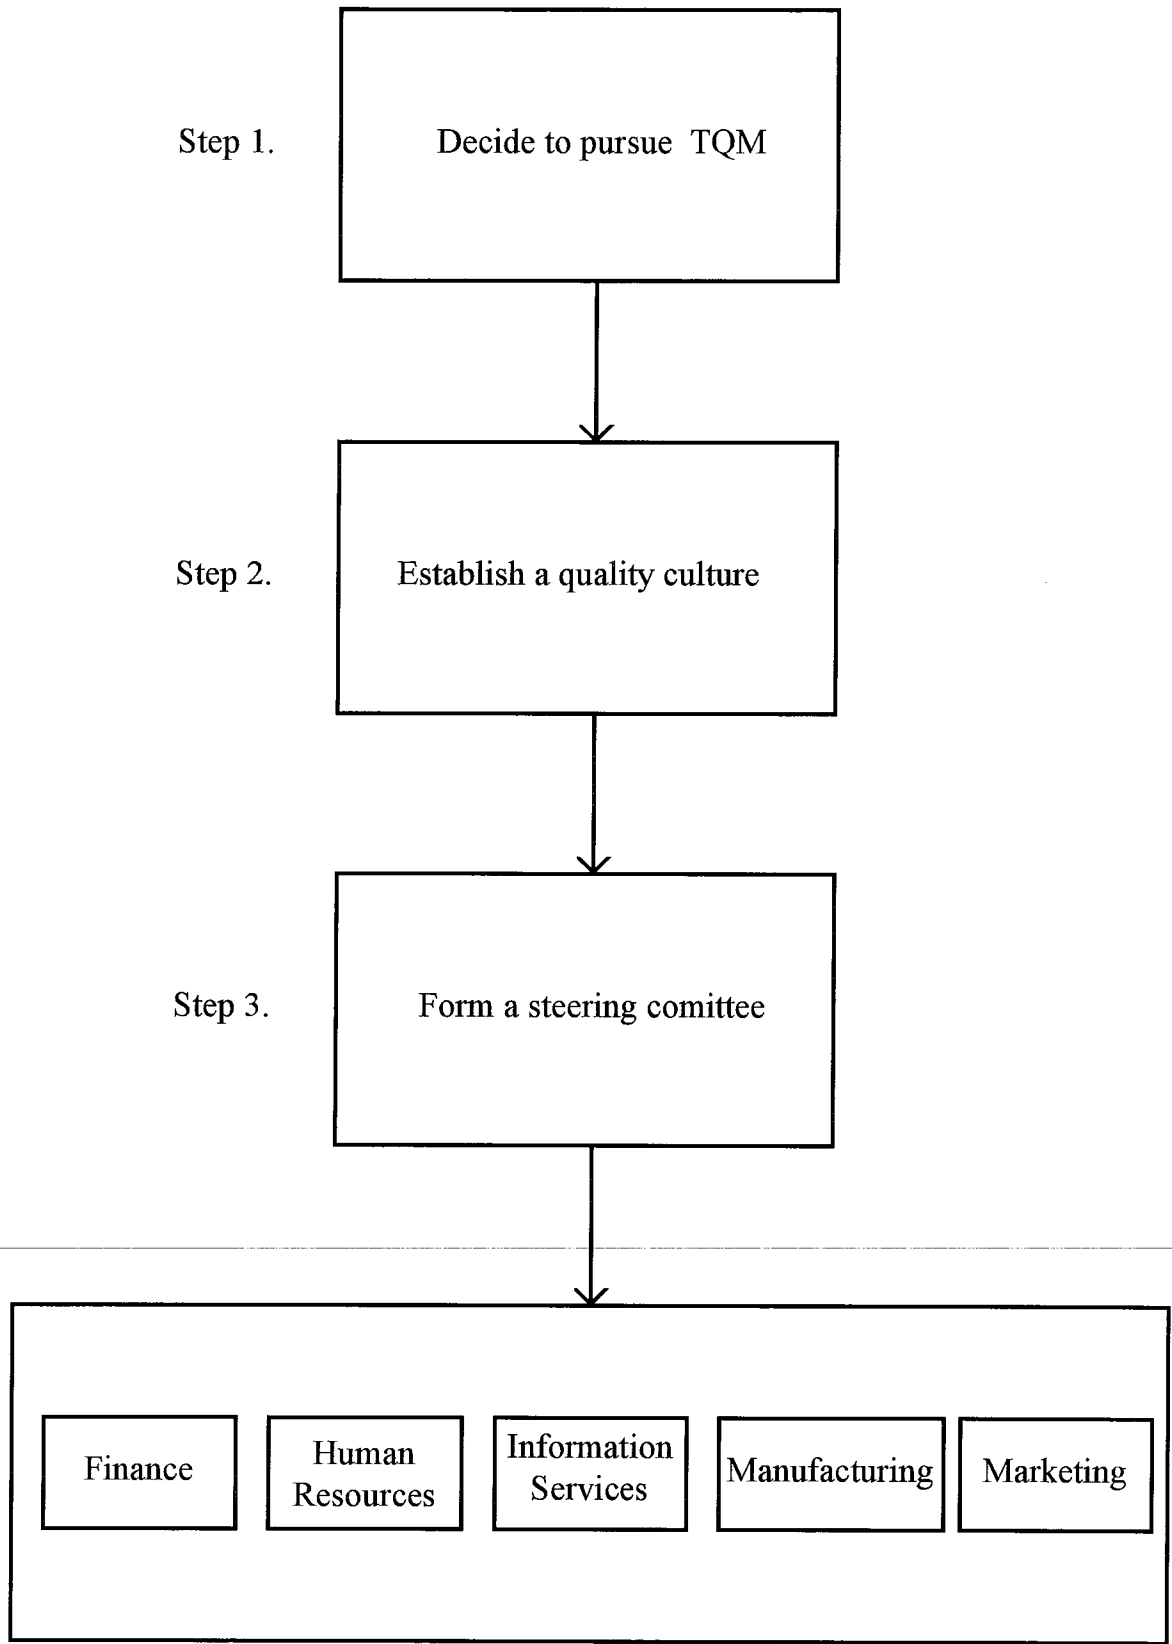 Step 1.
Decide to pursue TQM
Step 2.
Establish a quality culture
Step 3.
Form a steering comittee
Finance
Human
Resources
Information
Services
Manufacturing
Marketing